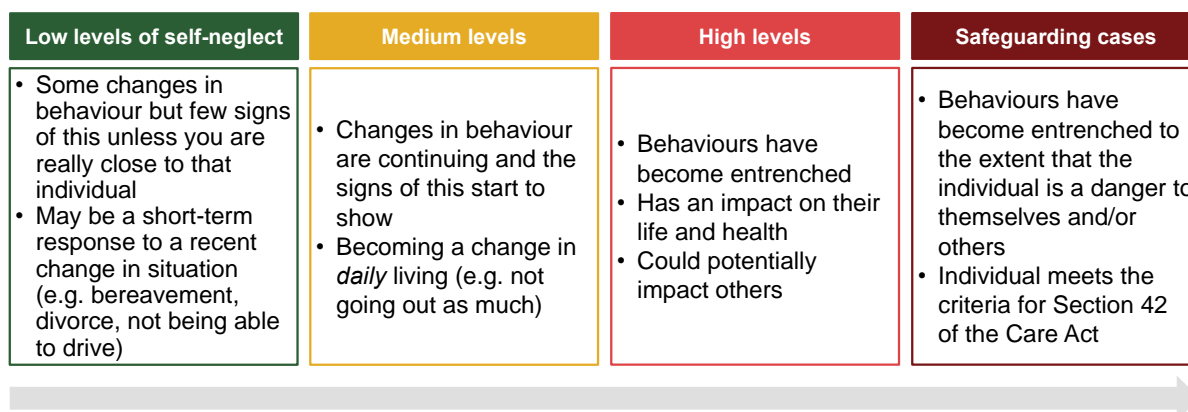 Low levels of self-neglect
• Some changes in
behaviour but few signs
of this unless you are
really close to that
individual
• May be a short-term
response to a recent
change in situation
(e.g. bereavement,
divorce, not being able
to drive)
Medium levels
• Changes in behaviour
are continuing and the
signs of this start to
show
• Becoming a change in
daily living (e.g. not
going out as much)
High levels
• Behaviours have
become entrenched
• Has an impact on their
life and health
• Could potentially
impact others
Safeguarding cases
• Behaviours have
become entrenched to
the extent that the
individual is a danger to
themselves and/or
others
• Individual meets the
criteria for Section 42
of the Care Act